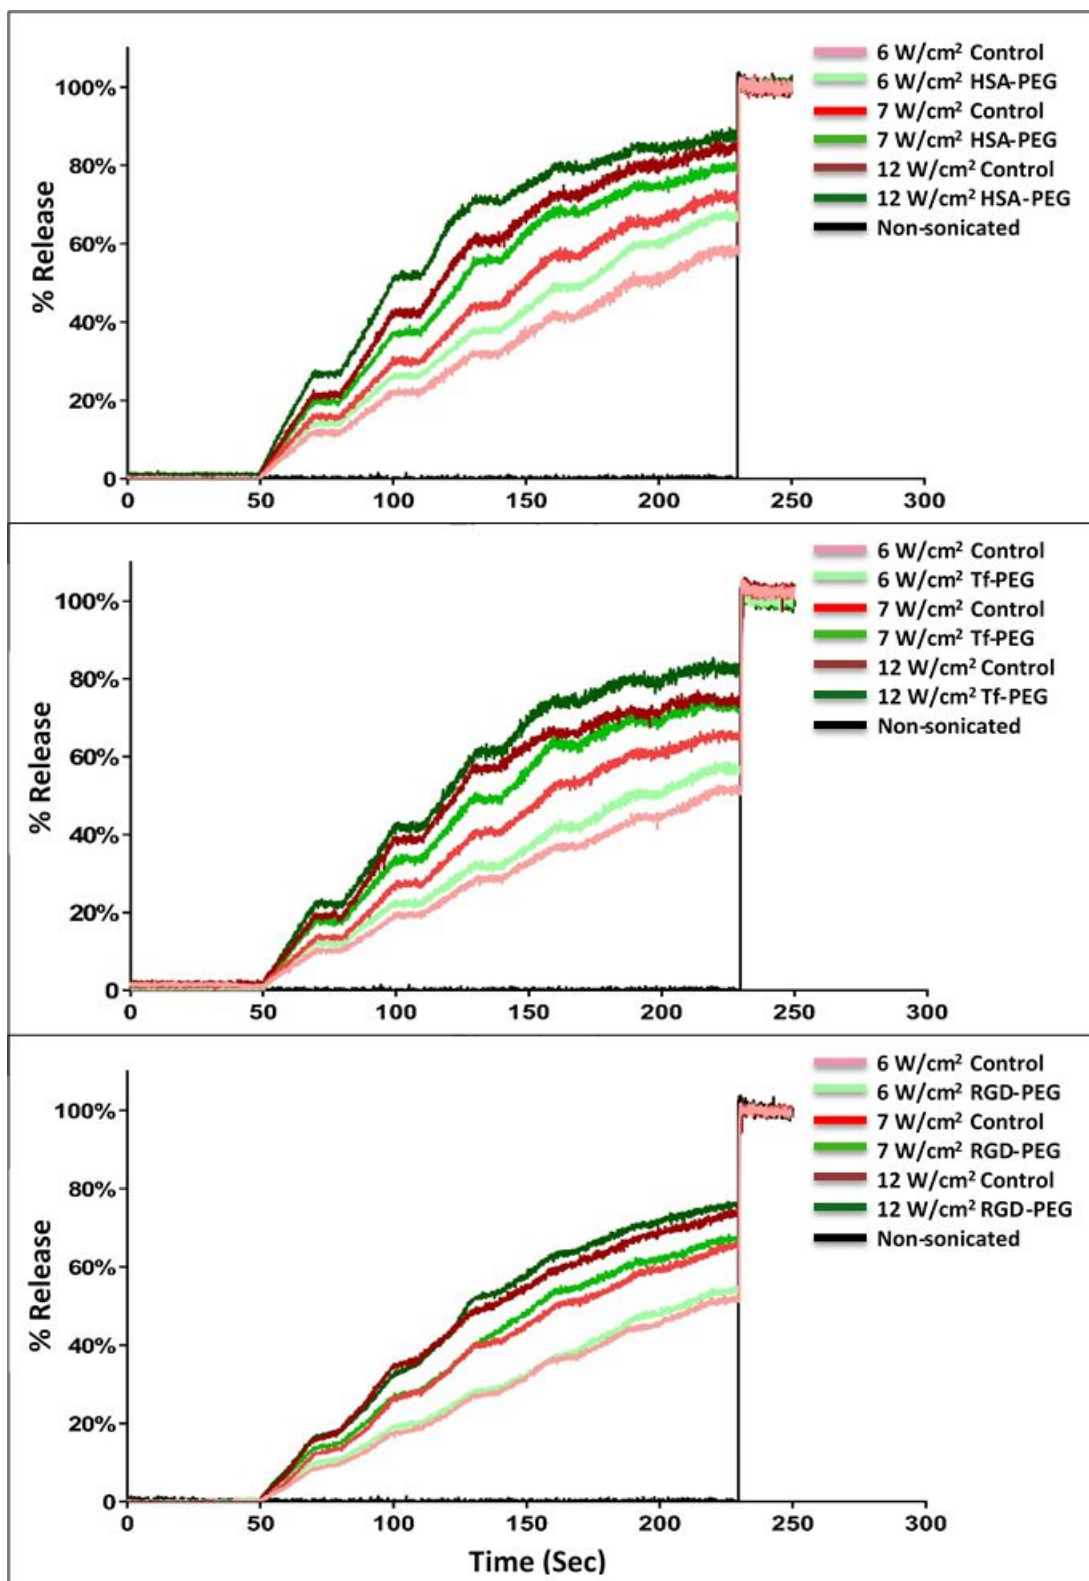 % Release
100%
80%
60%
40%
20%
0
0 50 100 150 200 250 300
6 W/cm² Control
6 W/cm² HSA-PEG
7 W/cm² Control
7 W/cm² HSA-PEG
12 W/cm² Control
12 W/cm² HSA-PEG
Non-sonicated
% Release
100%
80%
60%
40%
20%
0
0 50 100 150 200 250 300
6 W/cm² Control
6 W/cm² Tf-PEG
7 W/cm² Control
7 W/cm² Tf-PEG
12 W/cm² Control
12 W/cm² Tf-PEG
Non-sonicated
% Release
100%
80%
60%
40%
20%
0
0 50 100 150 200 250 300
6 W/cm² Control
6 W/cm² RGD-PEG
7 W/cm² Control
7 W/cm² RGD-PEG
12 W/cm² Control
12 W/cm² RGD-PEG
Non-sonicated
Time (Sec)